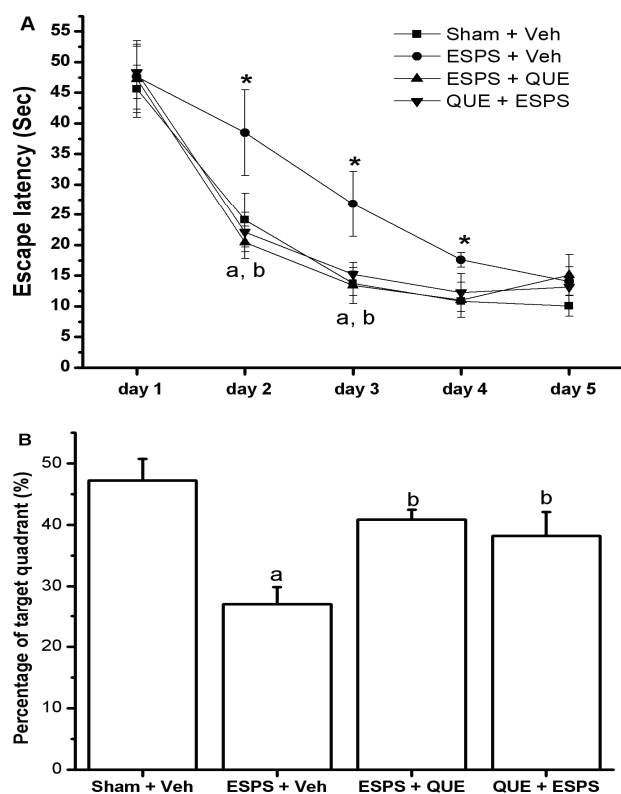 A
Escape latency (Sec)
55
50
45
40
35
30
25
20
15
10
5
0
Sham + Veh
ESPS + Veh
ESPS + QUE
QUE + ESPS
*
*
*
a, b
a, b
day 1 day 2 day 3 day 4 day 5
B
Percentage of target quadrant (%)
50
40
30
20
10
0
a
b
b
Sham + Veh ESPS + Veh ESPS + QUE QUE + ESPS